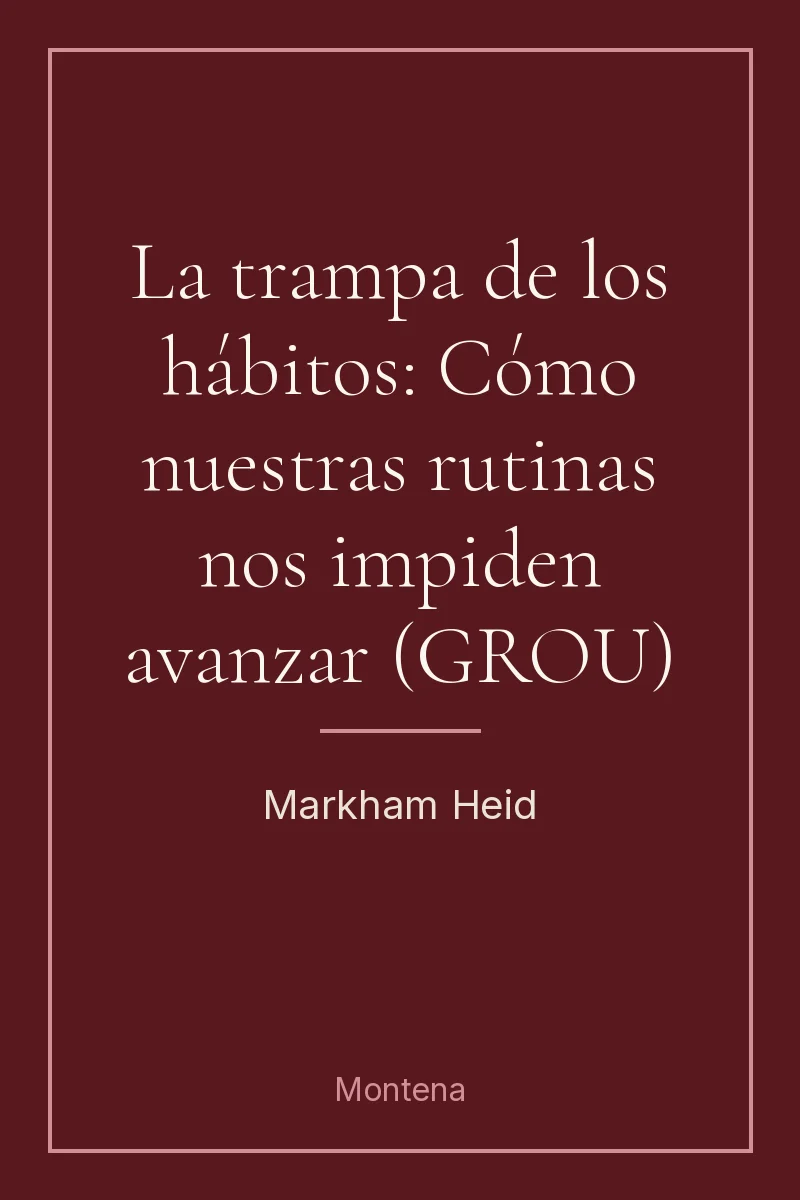 La trampa de los
hábitos: Cómo
nuestras rutinas
nos impiden
avanzar (GROU)
Markham Heid
Montena